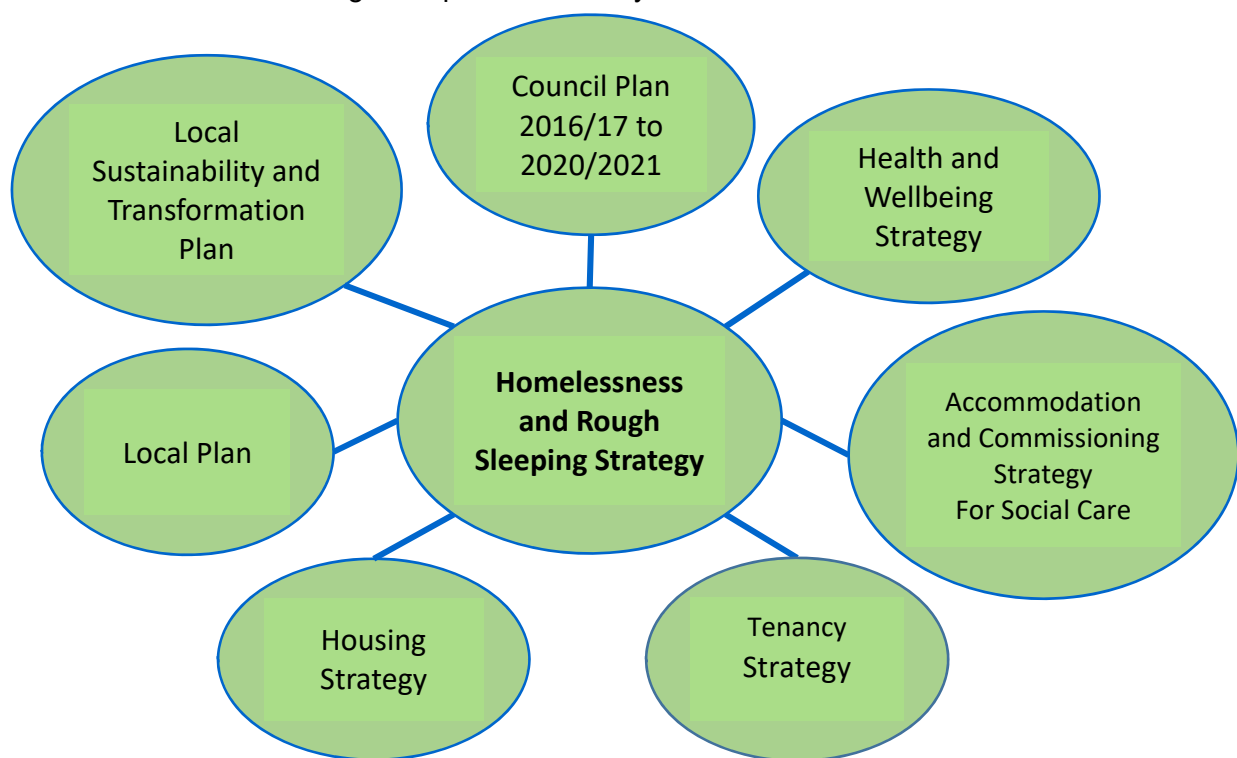 Council Plan
2016/17 to
2020/2021
Local
Sustainability and
Transformation
Plan
Health and
Wellbeing
Strategy
Homelessness
and Rough
Sleeping Strategy
Accommodation
and Commissioning
Strategy
For Social Care
Local Plan
Housing
Strategy
Tenancy
Strategy